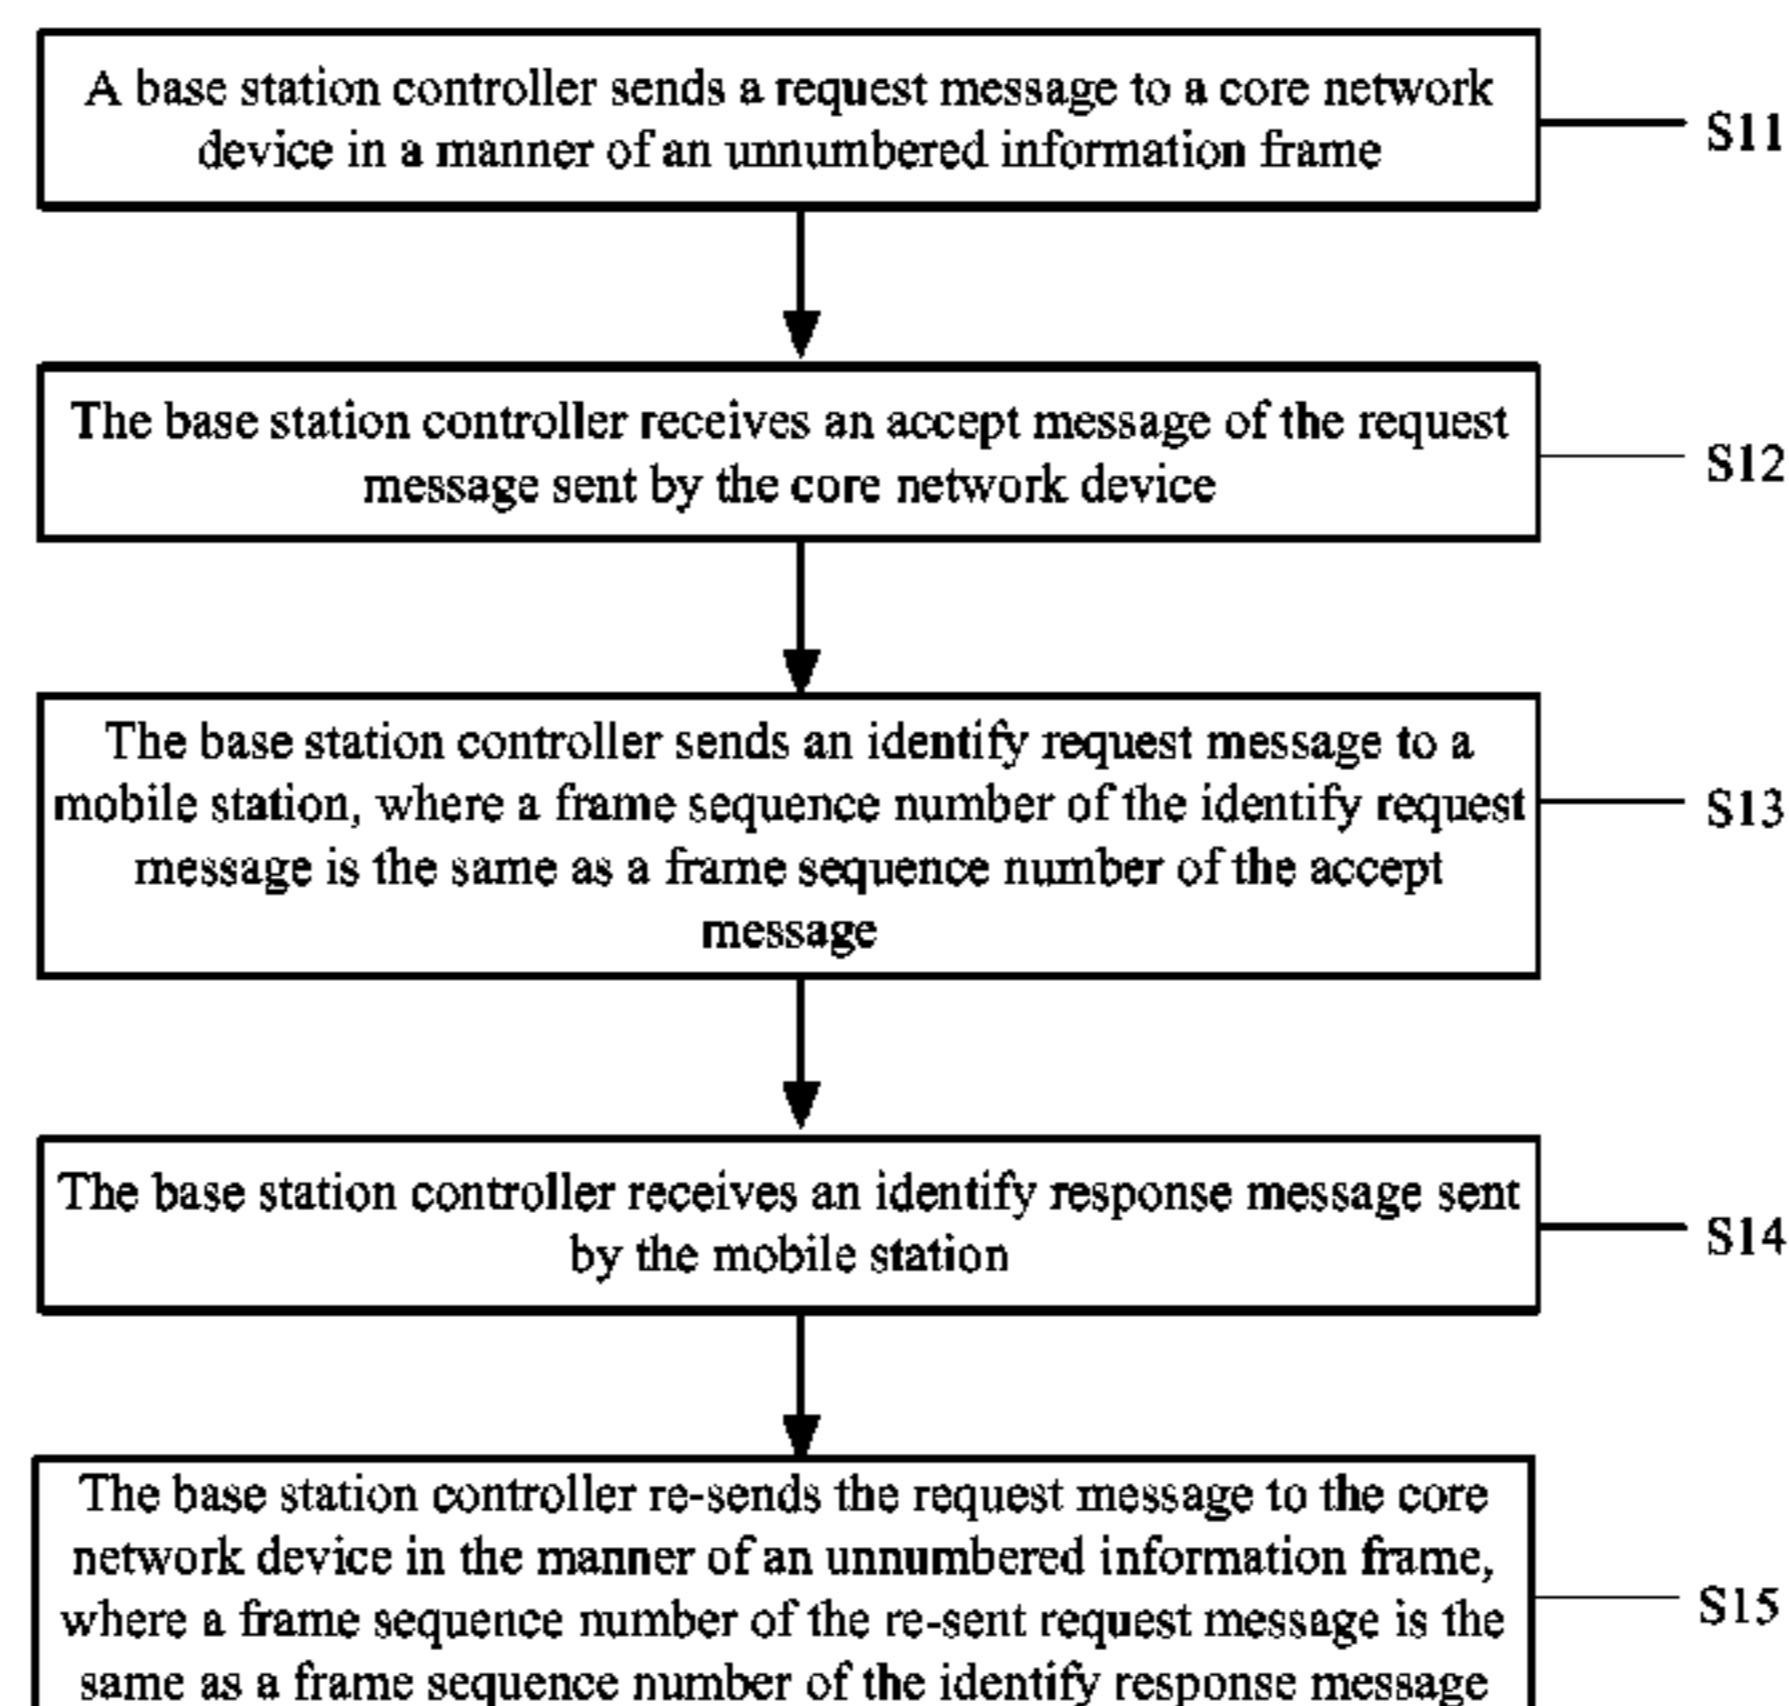 A base station controller sends a request message to a core network
device in a manner of an unnumbered information frame
S11
The base station controller receives an accept message of the request
message sent by the core network device
S12
The base station controller sends an identify request message to a
mobile station, where a frame sequence number of the identify request
message is the same as a frame sequence number of the accept
message
S13
The base station controller receives an identify response message sent
by the mobile station
S14
The base station controller re-sends the request message to the core
network device in the manner of an unnumbered information frame,
where a frame sequence number of the re-sent request message is the
same as a frame sequence number of the identify response message
S15